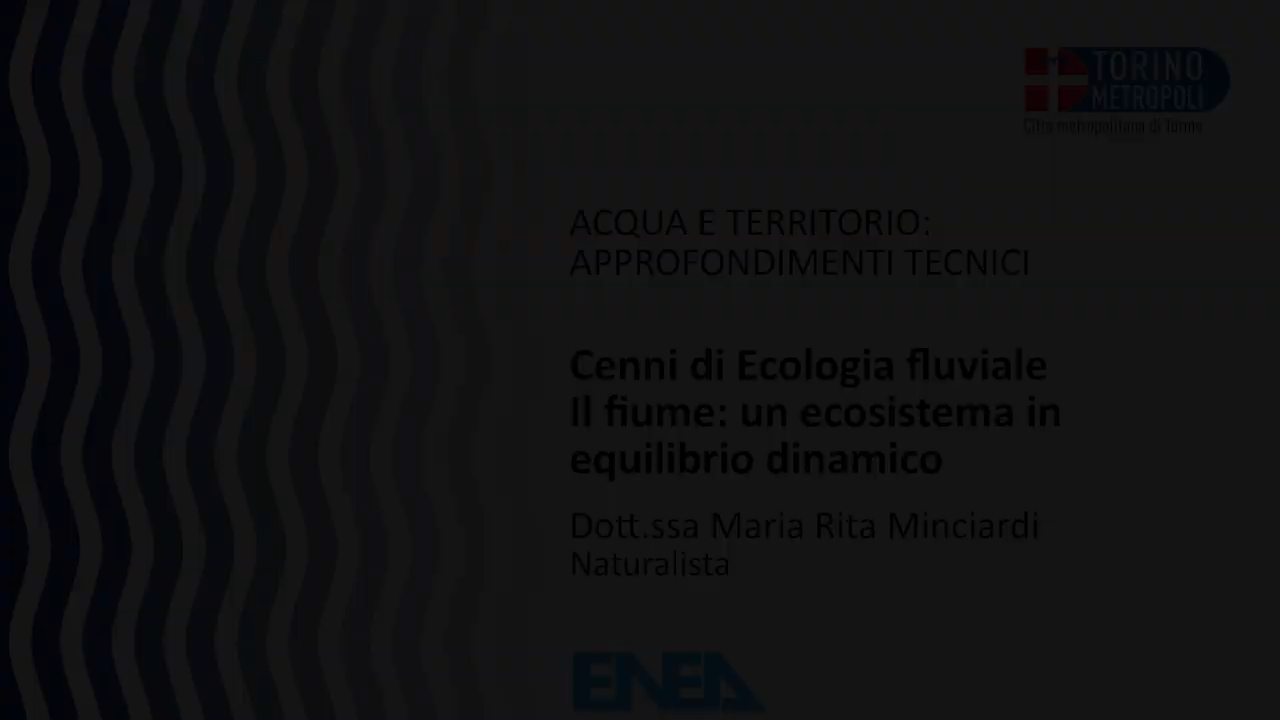 TORINO
METROPOLI
Città metropolitana di Torino
ACQUA E TERRITORIO:
APPROFONDIMENTI TECNICI
Cenni di Ecologia fluviale
Il fiume: un ecosistema in
equilibrio dinamico
Dott.ssa Maria Rita Minciardi
Naturalista
ENEA